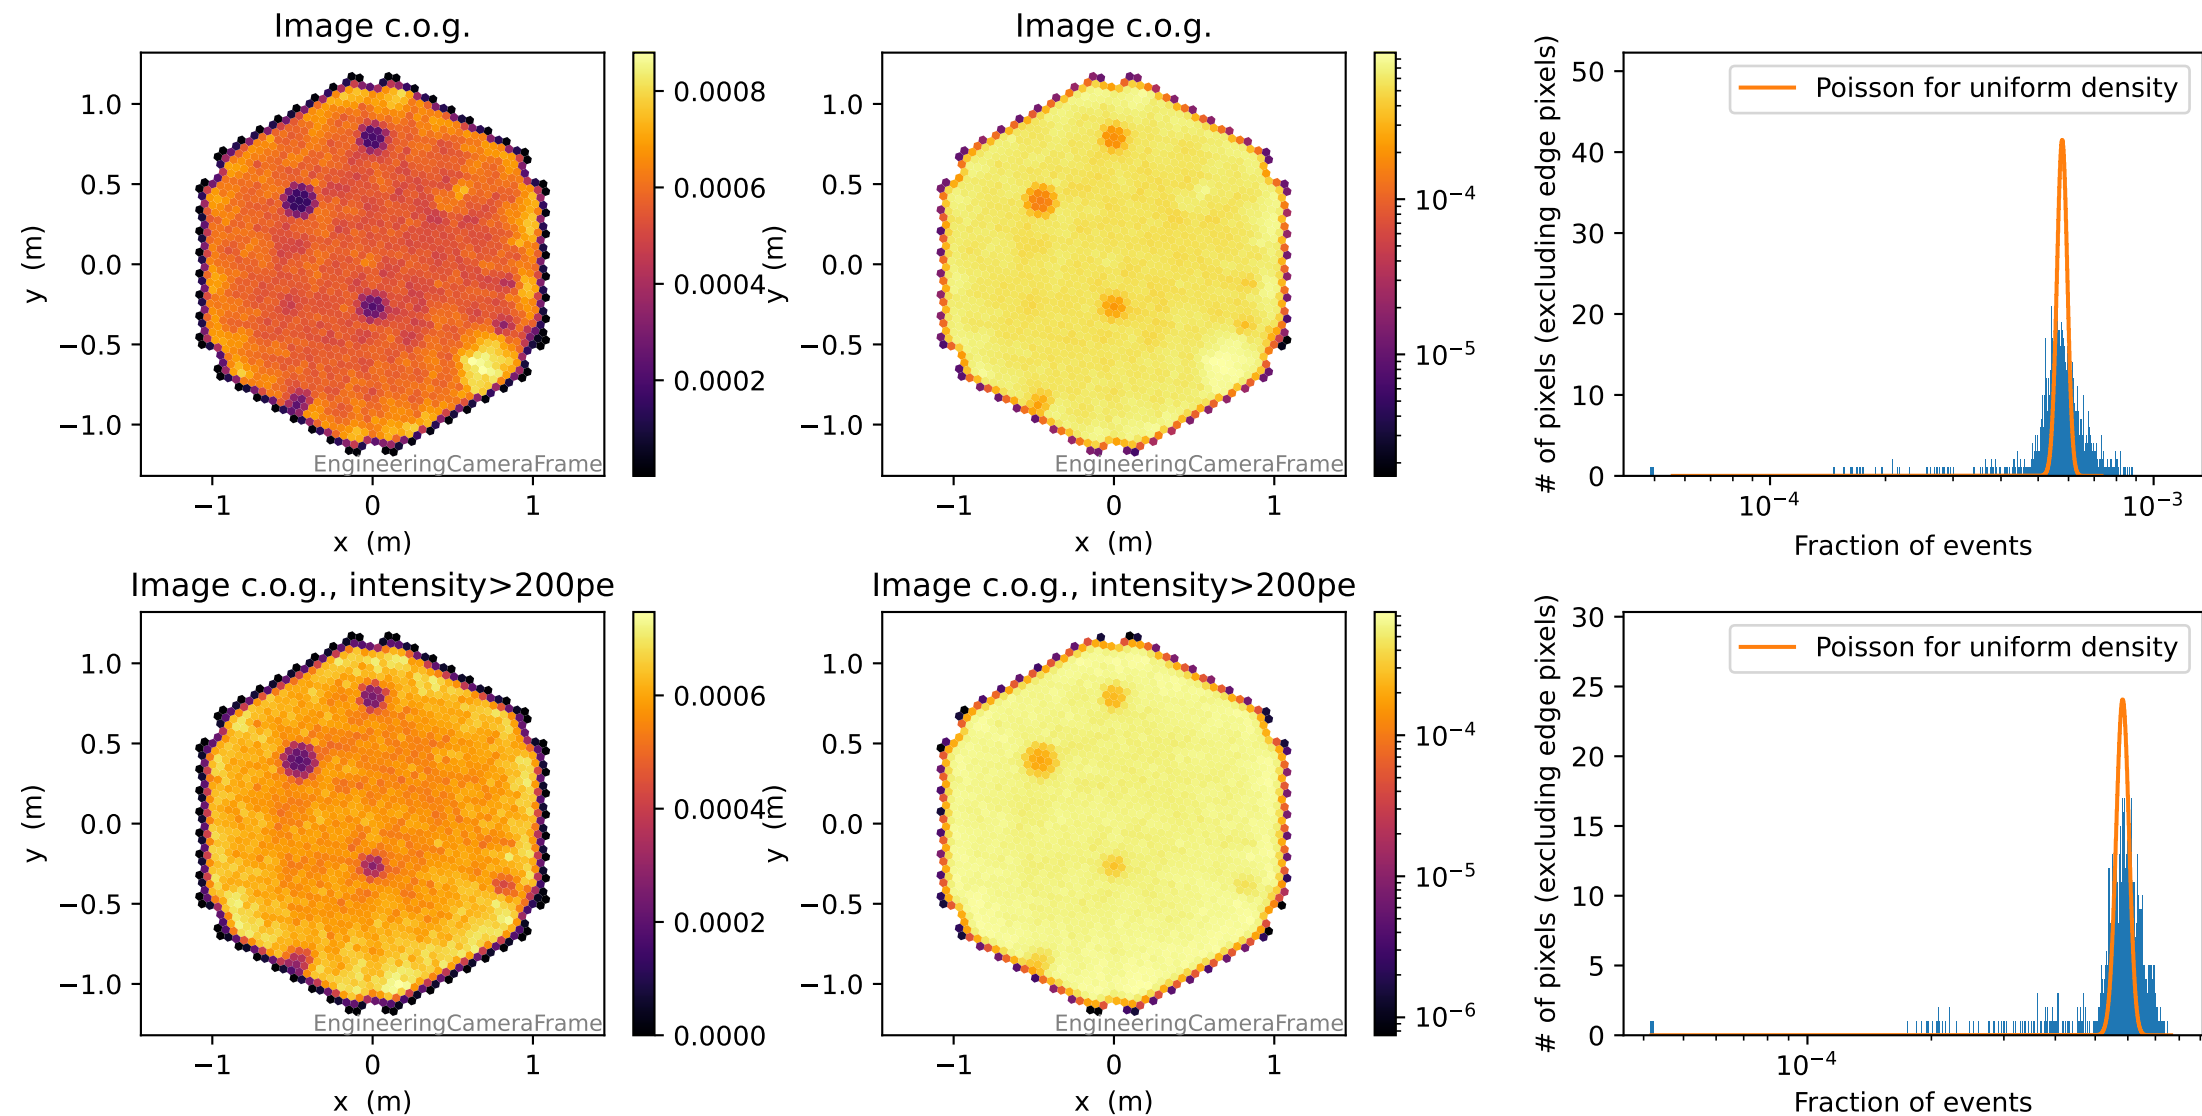 Image c.o.g.
1.0
0.5
0.0
−0.5
−1.0
y (m)
−1
0
1
x (m)
EngineeringCameraFrame
0.0008
0.0006
0.0004
0.0002
Image c.o.g.
1.0
0.5
0.0
−0.5
−1.0
y (m)
−1
0
1
x (m)
EngineeringCameraFrame
10⁻⁴
10⁻⁵
# of pixels (excluding edge pixels)
50
40
30
20
10
0
Poisson for uniform density
10⁻⁴
10⁻³
Fraction of events
Image c.o.g., intensity>200pe
1.0
0.5
0.0
−0.5
−1.0
y (m)
−1
0
1
x (m)
EngineeringCameraFrame
0.0006
0.0004
0.0002
0.0000
Image c.o.g., intensity>200pe
1.0
0.5
0.0
−0.5
−1.0
y (m)
−1
0
1
x (m)
EngineeringCameraFrame
10⁻⁴
10⁻⁵
10⁻⁶
# of pixels (excluding edge pixels)
30
25
20
15
10
5
0
Poisson for uniform density
10⁻⁴
Fraction of events